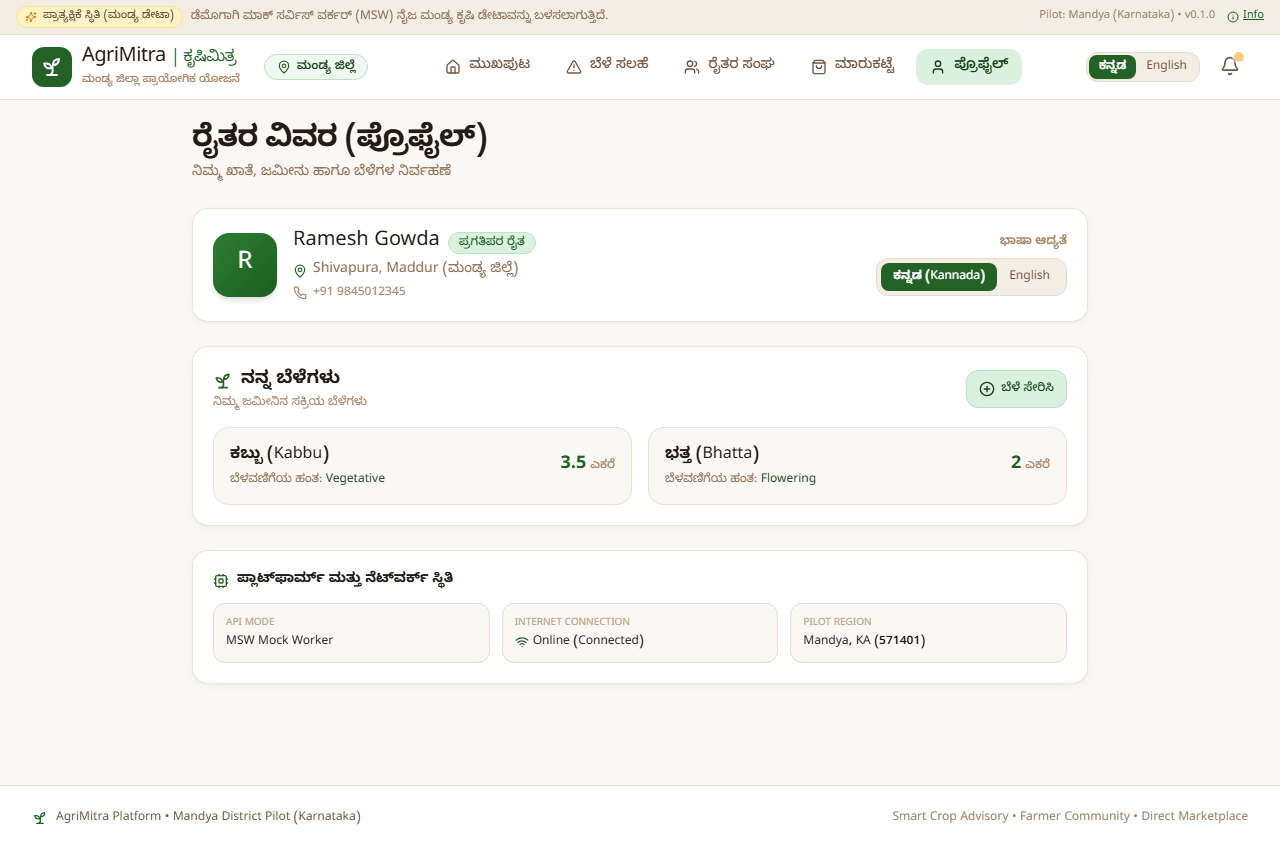 ಪ್ರಾತ್ಯಕ್ಷಿಕೆ ಸ್ಥಿತಿ (ಮಂಡ್ಯ ಡೇಟಾ) ಡೆಮೊಗಾಗಿ ಮಾಕ್ ಸರ್ವಿಸ್ ವರ್ಕರ್ (MSW) ನೈಜ ಮಂಡ್ಯ ಕೃಷಿ ಡೇಟಾವನ್ನು ಬಳಸಲಾಗುತ್ತಿದೆ. Pilot: Mandya (Karnataka) • v0.1.0 Info
AgriMitra | ಕೃಷಿಮಿತ್ರ
ಮಂಡ್ಯ ಜಿಲ್ಲಾ ಪ್ರಾಯೋಗಿಕ ಯೋಜನೆ
ಮಂಡ್ಯ ಜಿಲ್ಲೆ
ಮುಖಪುಟ ಬೆಳೆ ಸಲಹೆ ರೈತರ ಸಂಘ ಮಾರುಕಟ್ಟೆ ಪ್ರೊಫೈಲ್
ಕನ್ನಡ English
ರೈತರ ವಿವರ (ಪ್ರೊಫೈಲ್)
ನಿಮ್ಮ ಖಾತೆ, ಜಮೀನು ಹಾಗೂ ಬೆಳೆಗಳ ನಿರ್ವಹಣೆ
R
Ramesh Gowda ಪ್ರಗತಿಪರ ರೈತ
Shivapura, Maddur (ಮಂಡ್ಯ ಜಿಲ್ಲೆ)
+91 9845012345
ಭಾಷಾ ಆದ್ಯತೆ
ಕನ್ನಡ (Kannada) English
ನನ್ನ ಬೆಳೆಗಳು
ನಿಮ್ಮ ಜಮೀನಿನ ಸಕ್ರಿಯ ಬೆಳೆಗಳು
ಬೆಳೆ ಸೇರಿಸಿ
ಕಬ್ಬು (Kabbu)
ಬೆಳವಣಿಗೆಯ ಹಂತ: Vegetative
3.5 ಎಕರೆ
ಭತ್ತ (Bhatta)
ಬೆಳವಣಿಗೆಯ ಹಂತ: Flowering
2 ಎಕರೆ
ಪ್ಲಾಟ್‌ಫಾರ್ಮ್ ಮತ್ತು ನೆಟ್‌ವರ್ಕ್ ಸ್ಥಿತಿ
API MODE
MSW Mock Worker
INTERNET CONNECTION
Online (Connected)
PILOT REGION
Mandya, KA (571401)
AgriMitra Platform • Mandya District Pilot (Karnataka)
Smart Crop Advisory • Farmer Community • Direct Marketplace